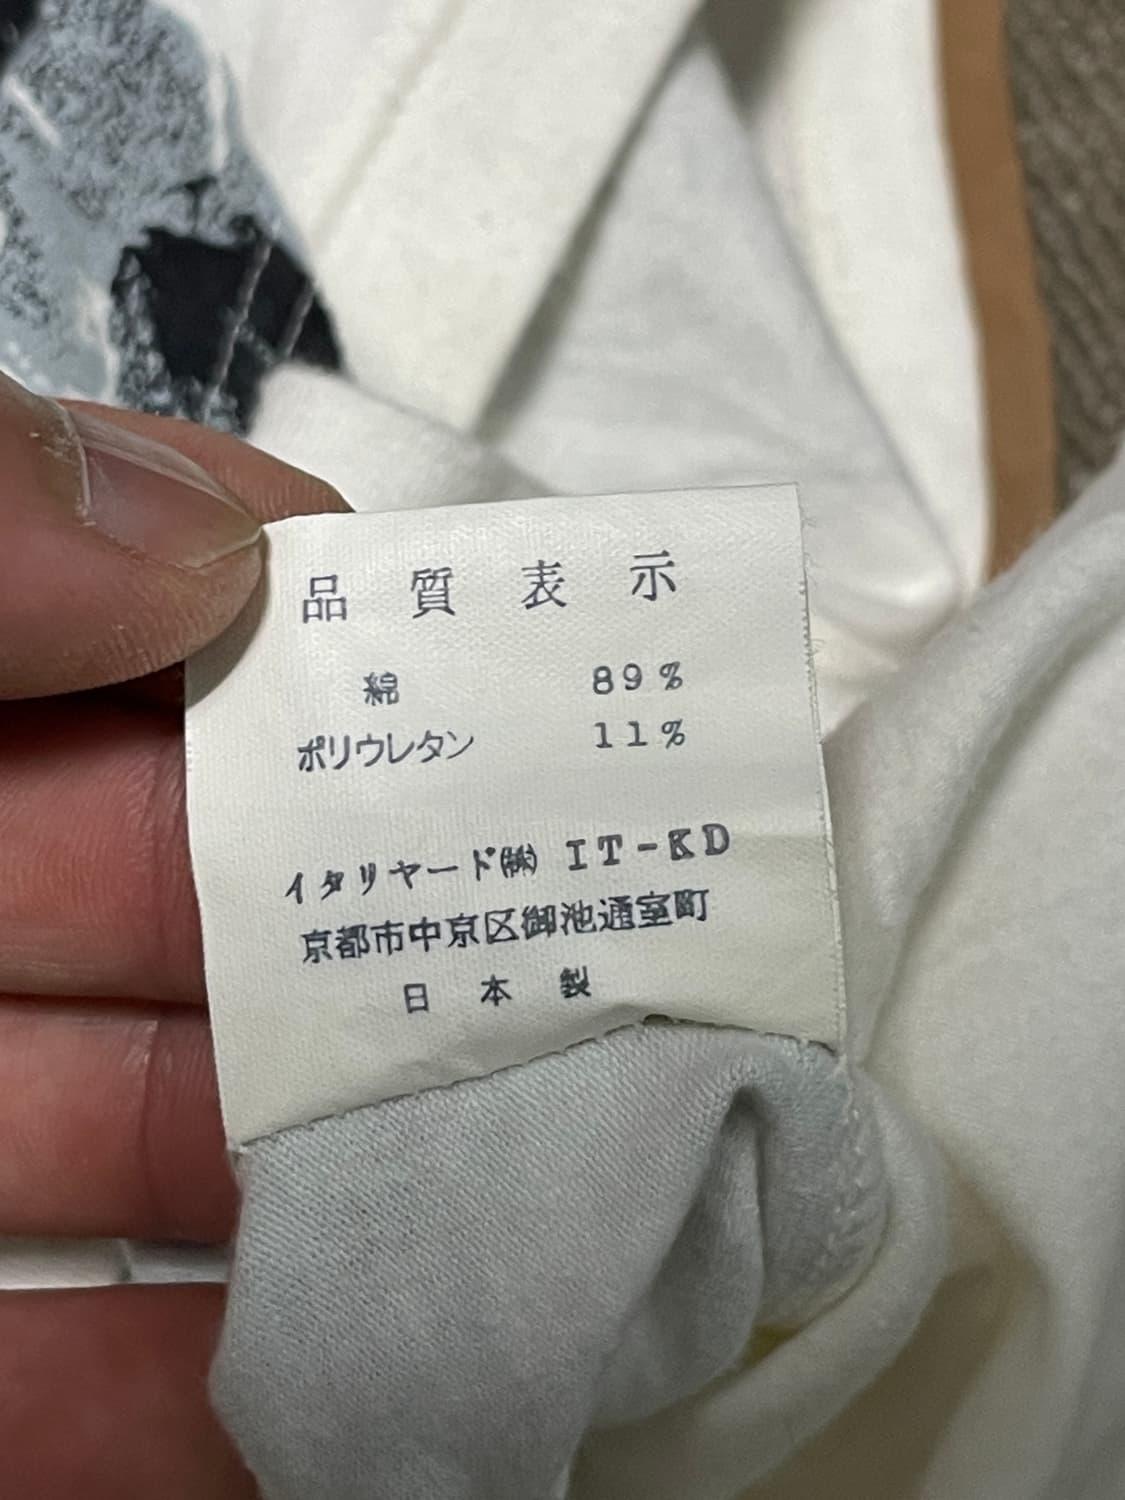 品質表示
綿 89%
ポリウレタン 11%
イタリヤード㈱ IT-KD
京都市中京区御池通室町
日本製